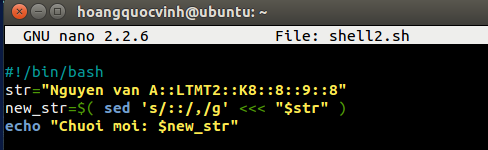 hoangquocvinh@ubuntu: ~
GNU nano 2.2.6 File: shell2.sh
#!/bin/bash
str="Nguyen van A::LTMT2::K8::8::9::8"
new_str=$( sed 's/::/,/g' <<< "$str" )
echo "Chuoi moi: $new_str"